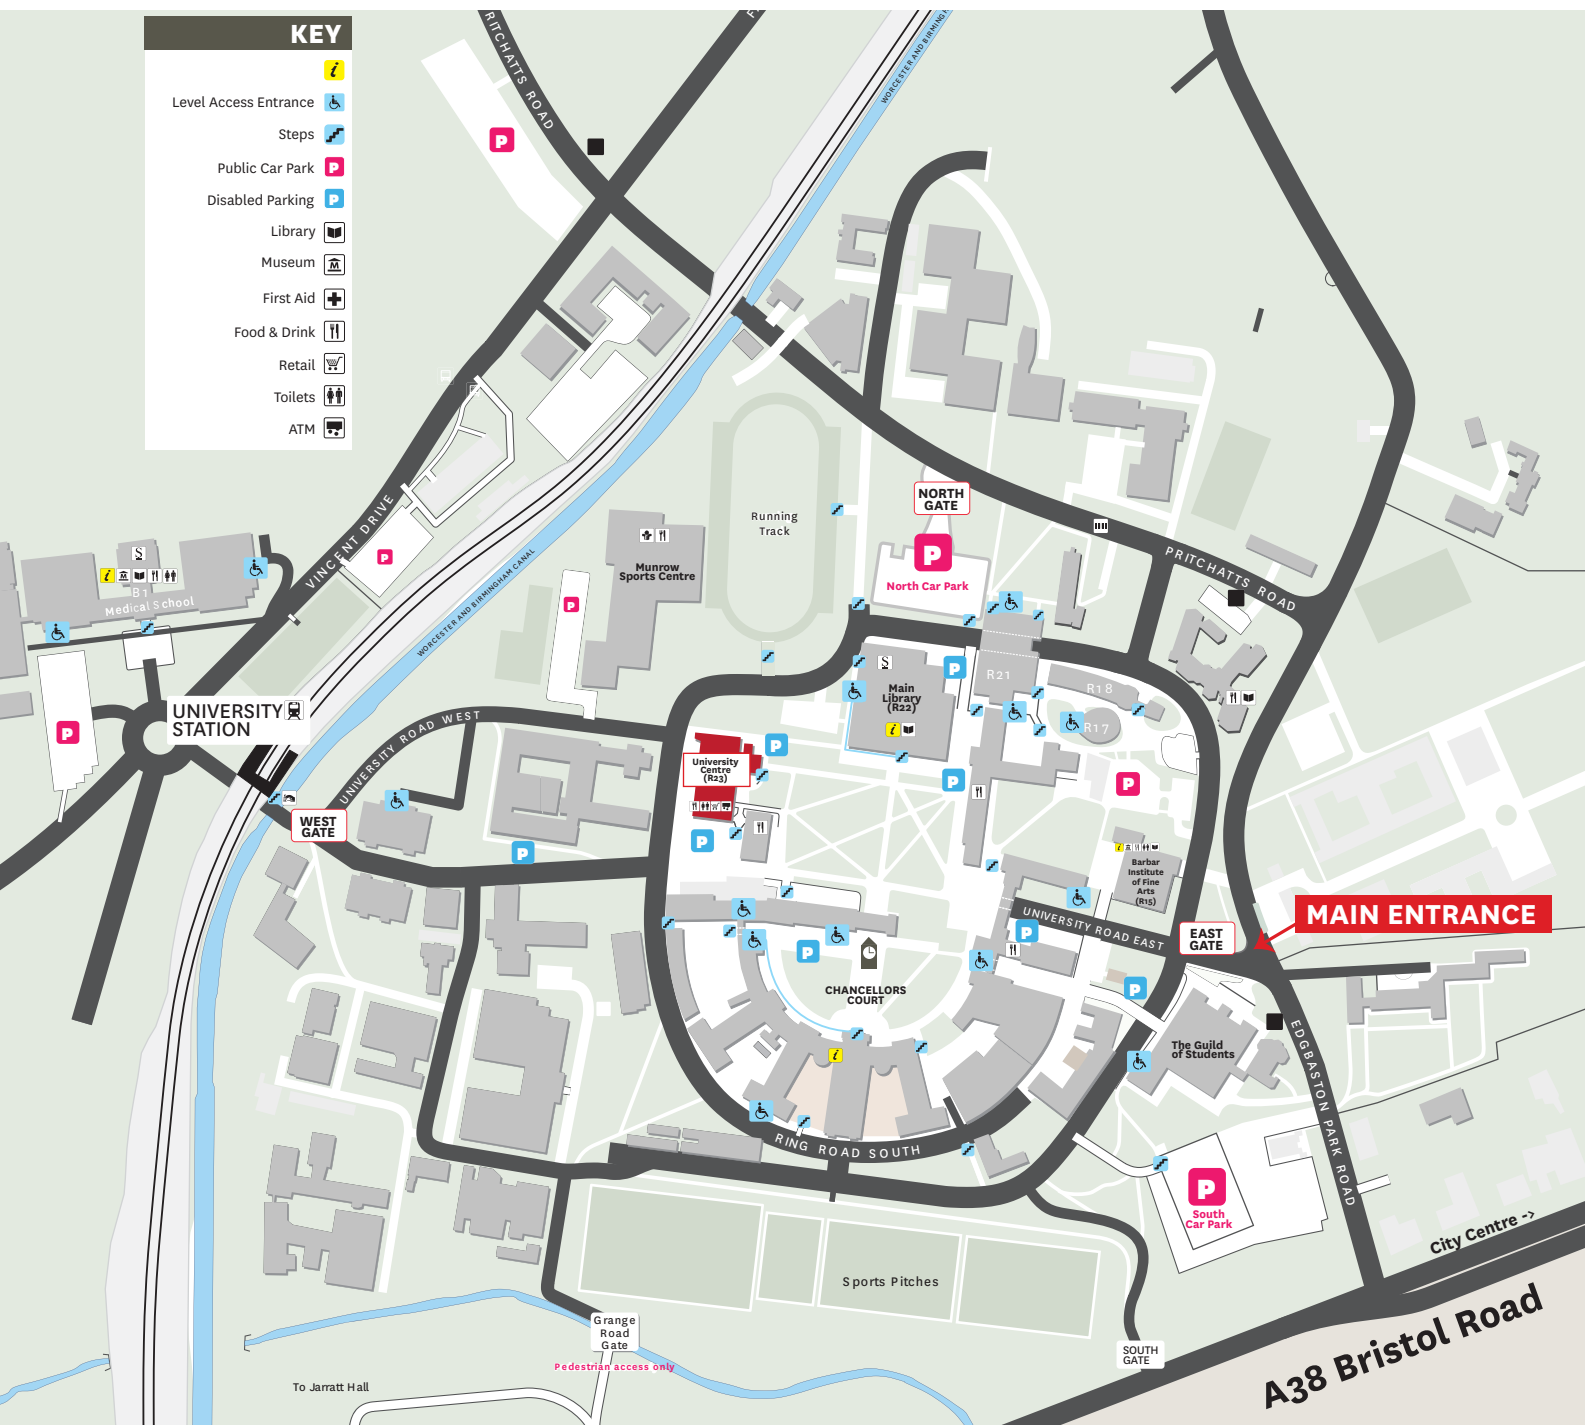 KEY
Level Access Entrance
Steps
Public Car Park
Disabled Parking
Library
Museum
First Aid
Food & Drink
Retail
Toilets
ATM
PRITCHATTS ROAD
WORCESTER AND BIRMINGH
NORTH
GATE
P
North Car Park
Running
Track
Munrow
Sports Centre
VINCENT DRIVE
WORCESTER AND BIRMINGHAM CANAL
B1
Medical School
PRITCHATTS ROAD
UNIVERSITY
STATION
UNIVERSITY ROAD WEST
WEST
GATE
Main
Library
(R22)
R21
R18
R17
University
Centre
(R23)
Barbar
Institute
of Fine
Arts
(R15)
UNIVERSITY ROAD EAST
EAST
GATE
MAIN ENTRANCE
CHANCELLORS
COURT
The Guild
of Students
EDGBASTON PARK ROAD
RING ROAD SOUTH
P
South
Car Park
City Centre ->
Sports Pitches
Grange
Road
Gate
Pedestrian access only
SOUTH
GATE
A38 Bristol Road
To Jarratt Hall